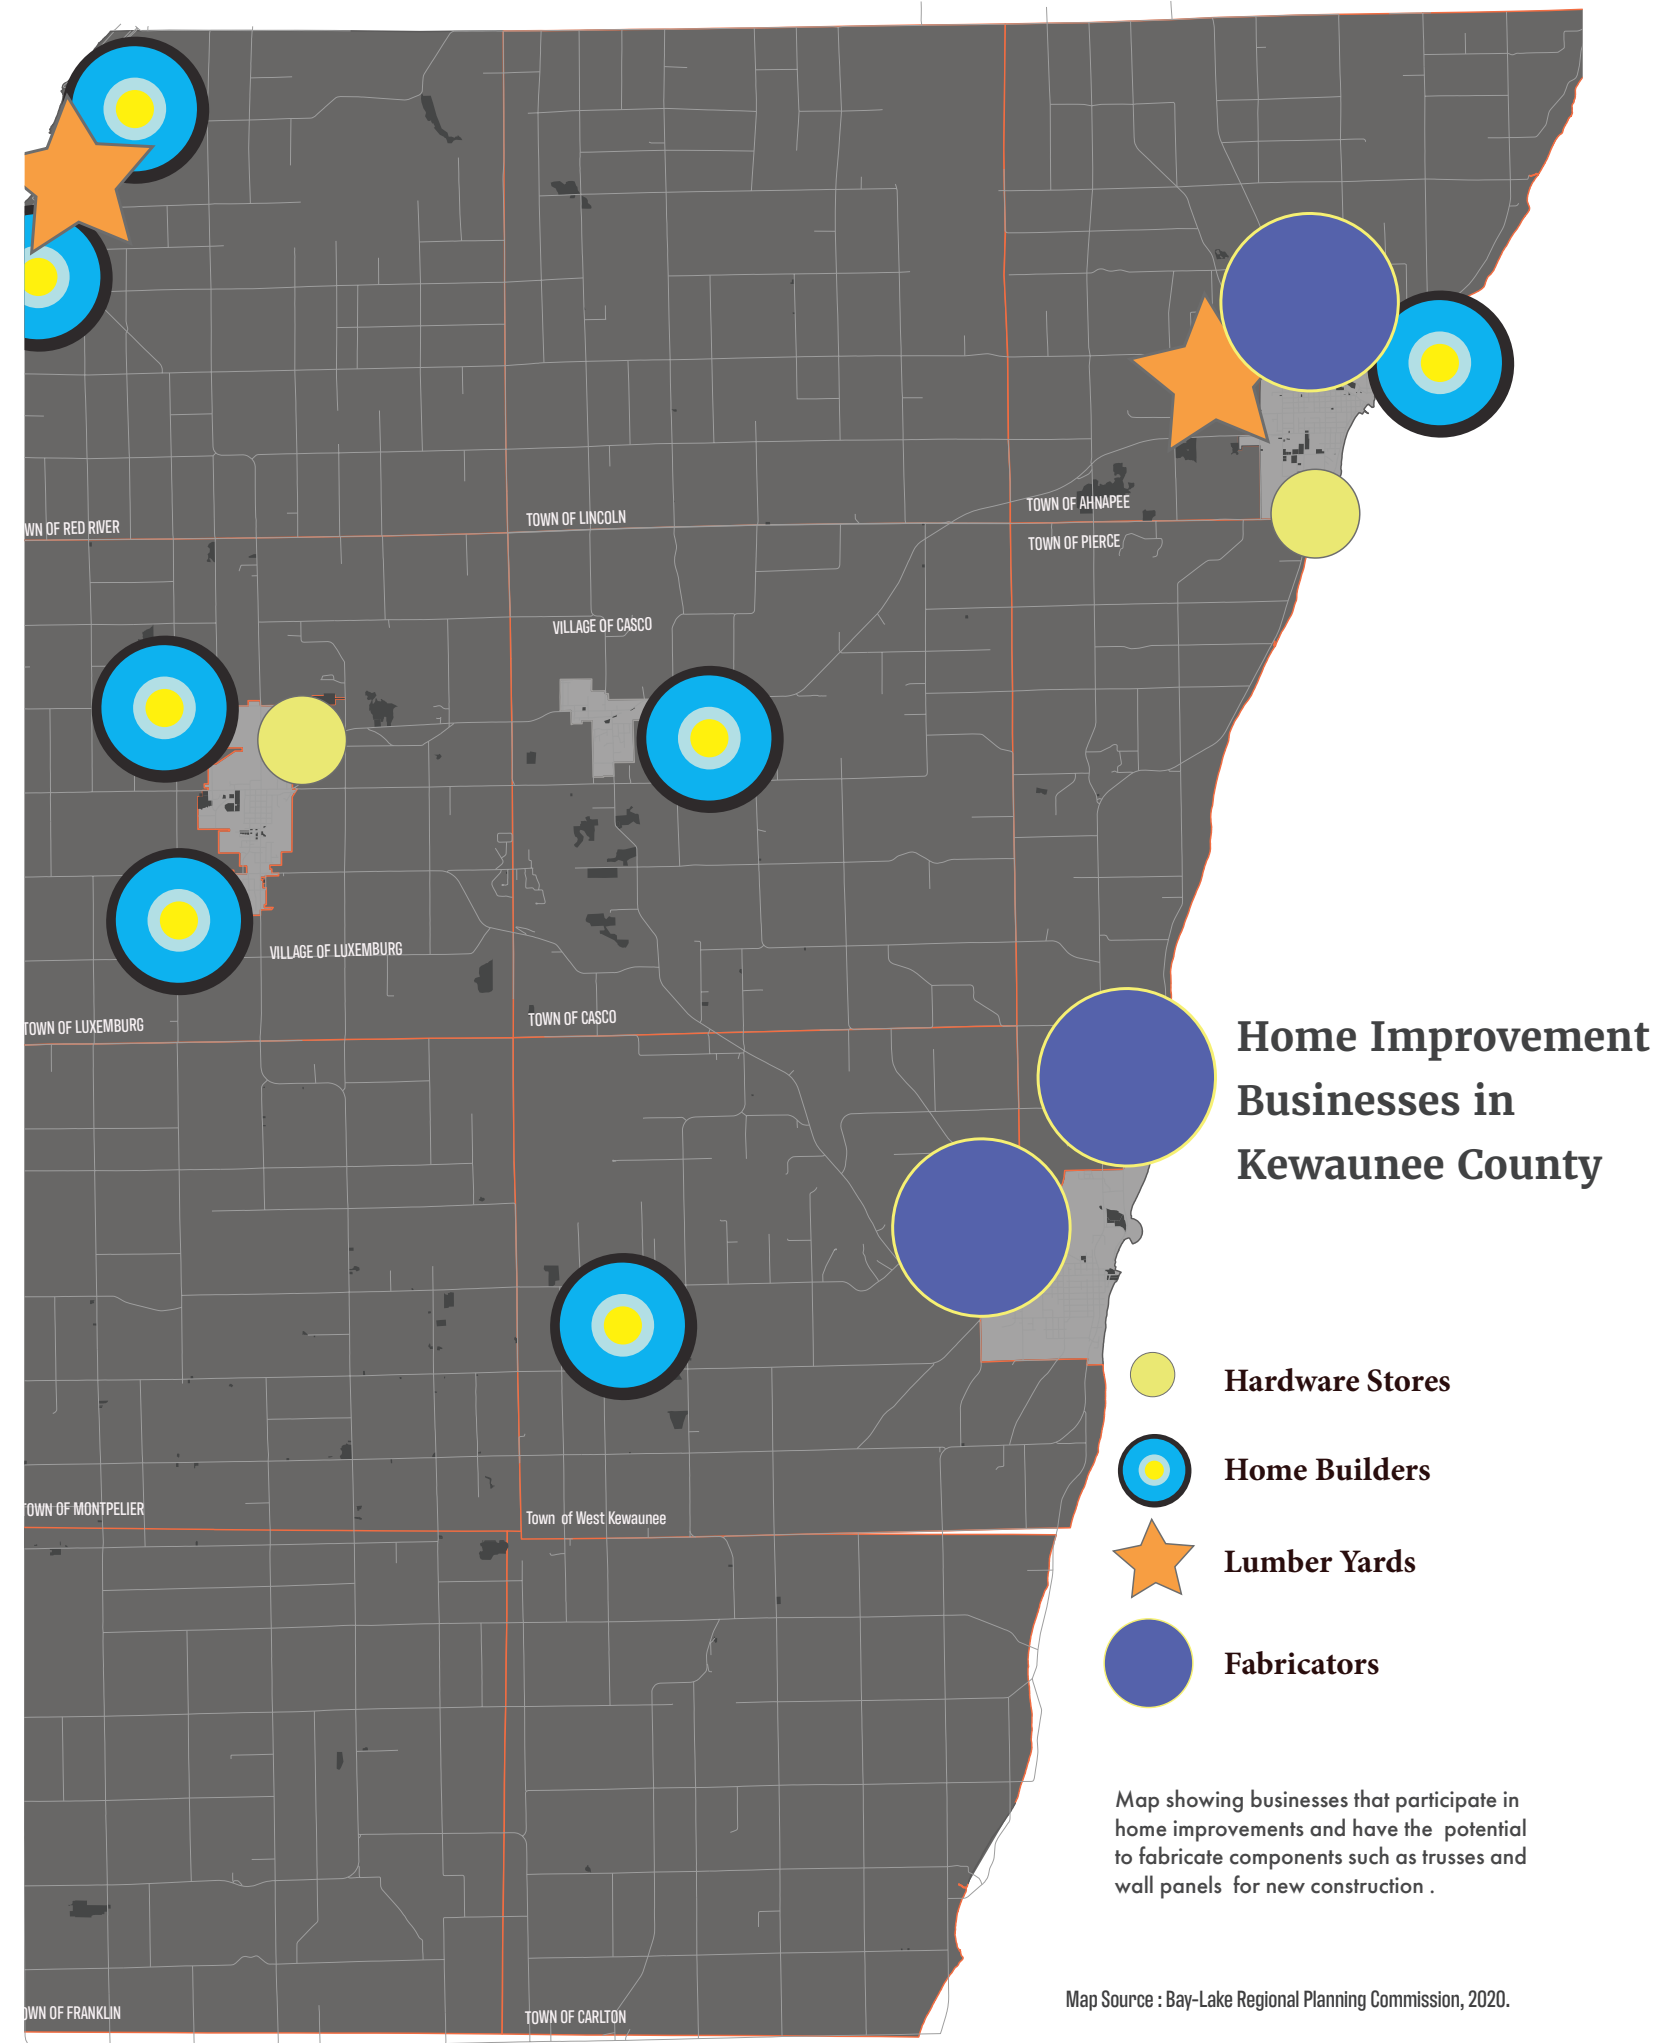 WN OF RED RIVER
TOWN OF LINCOLN
TOWN OF AHNAPEE
TOWN OF PIERCE
VILLAGE OF CASCO
VILLAGE OF LUXEMBURG
TOWN OF LUXEMBURG
TOWN OF CASCO
Home Improvement
Businesses in
Kewaunee County
Hardware Stores
Home Builders
Lumber Yards
Fabricators
TOWN OF MONTPELIER
Town of West Kewaunee
Map showing businesses that participate in
home improvements and have the potential
to fabricate components such as trusses and
wall panels for new construction .
Map Source : Bay-Lake Regional Planning Commission, 2020.
OWN OF FRANKLIN
TOWN OF CARLTON